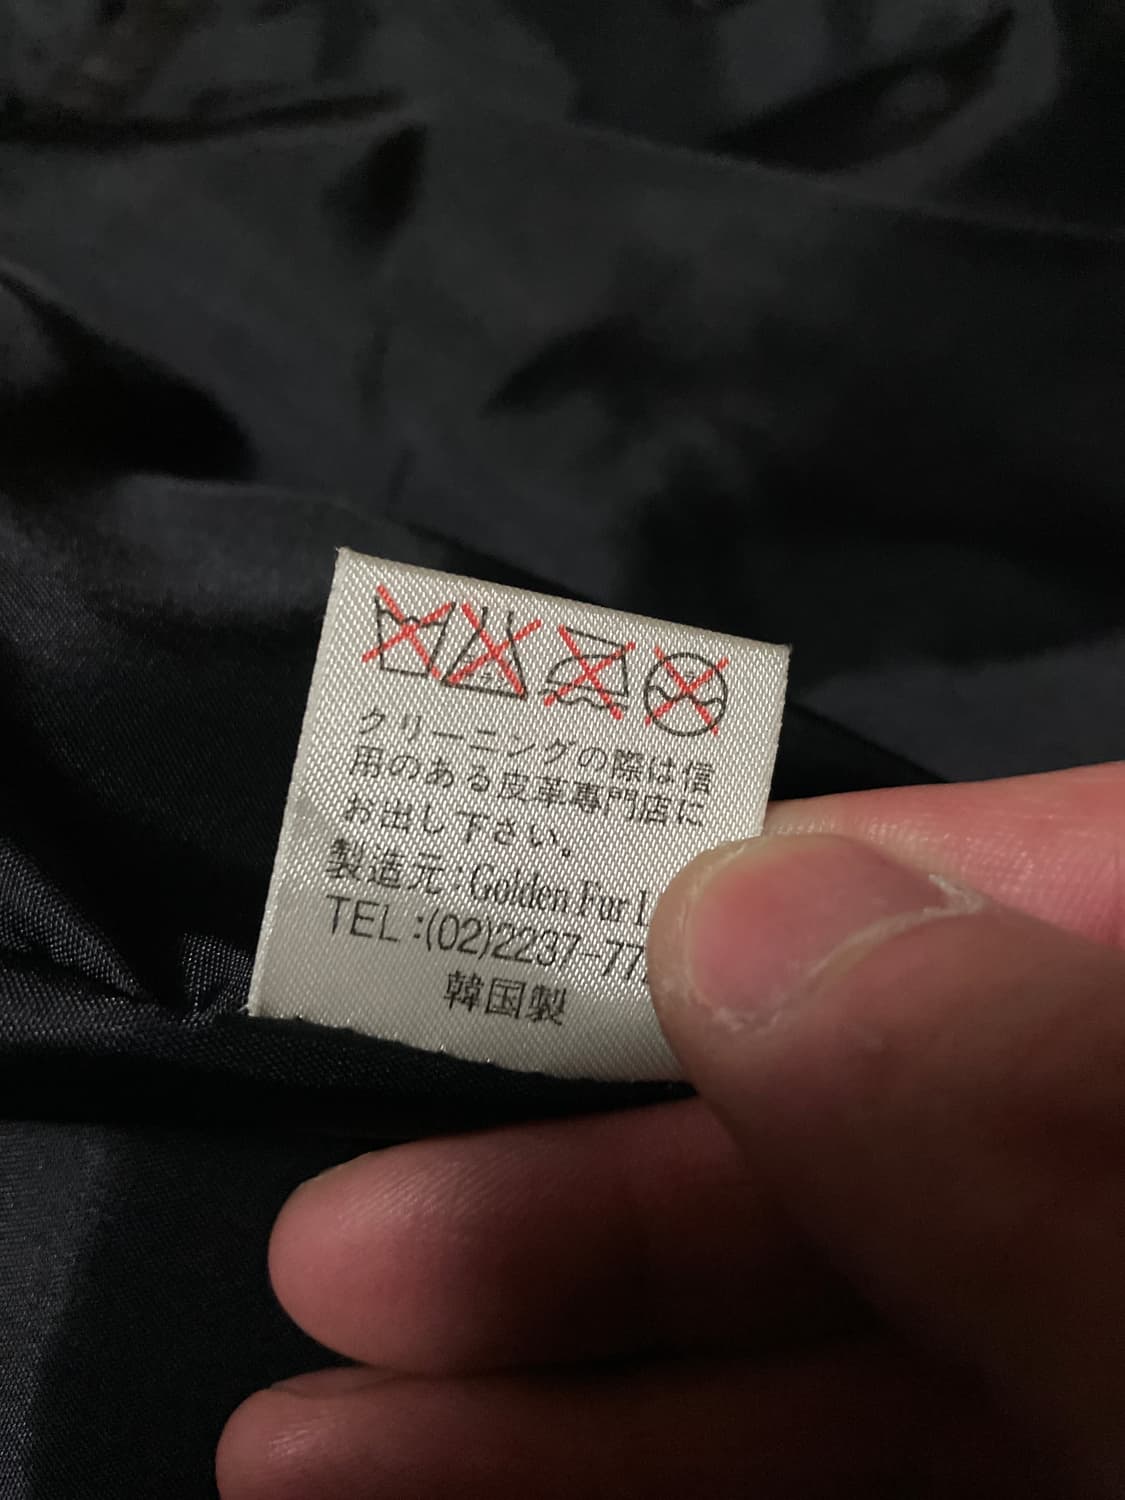 クリーニングの際は信
用のある皮革專門店に
お出し下さい。
製造元:Golden Fur
TEL:(02)2237-77
韓国製